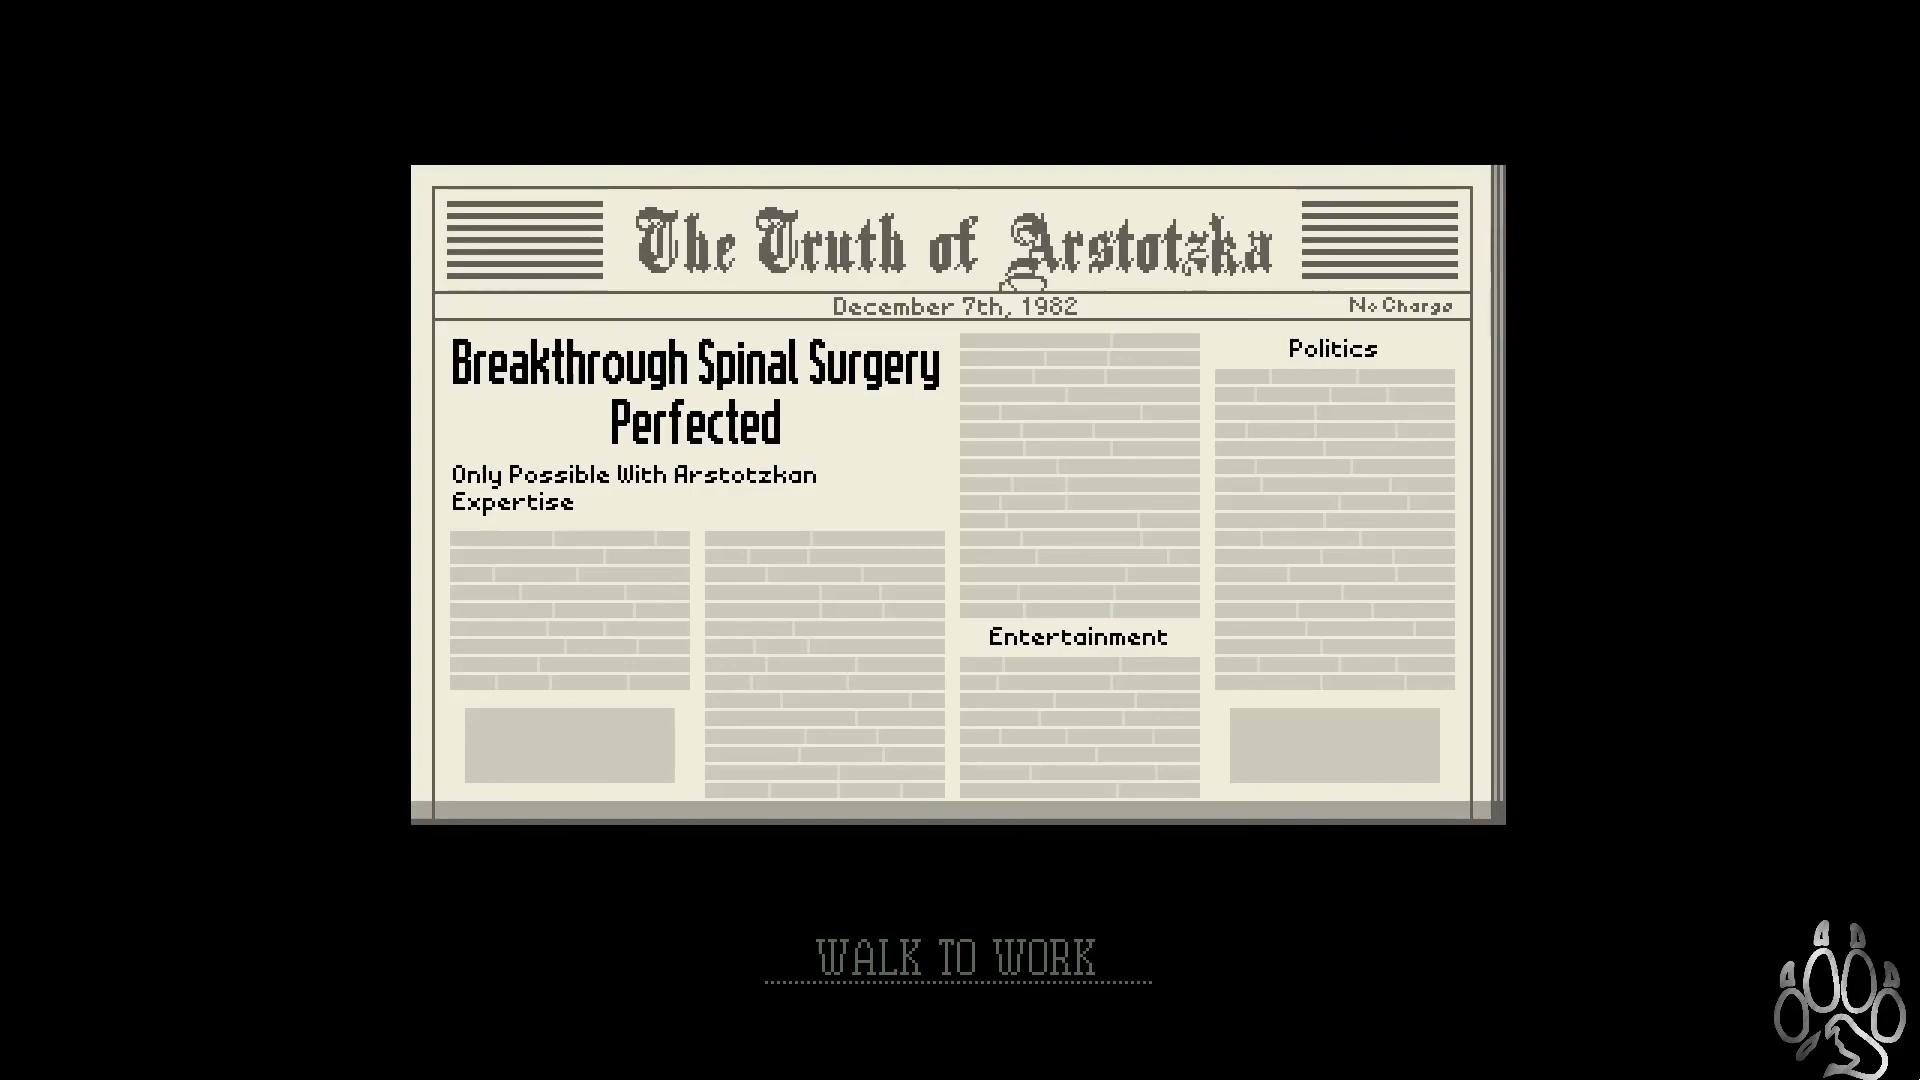 The Truth of Arstotzka
December 7th, 1982
No Charge
Breakthrough Spinal Surgery
Perfected
Only Possible With Arstotzkan
Expertise
Entertainment
Politics
WALK TO WORK